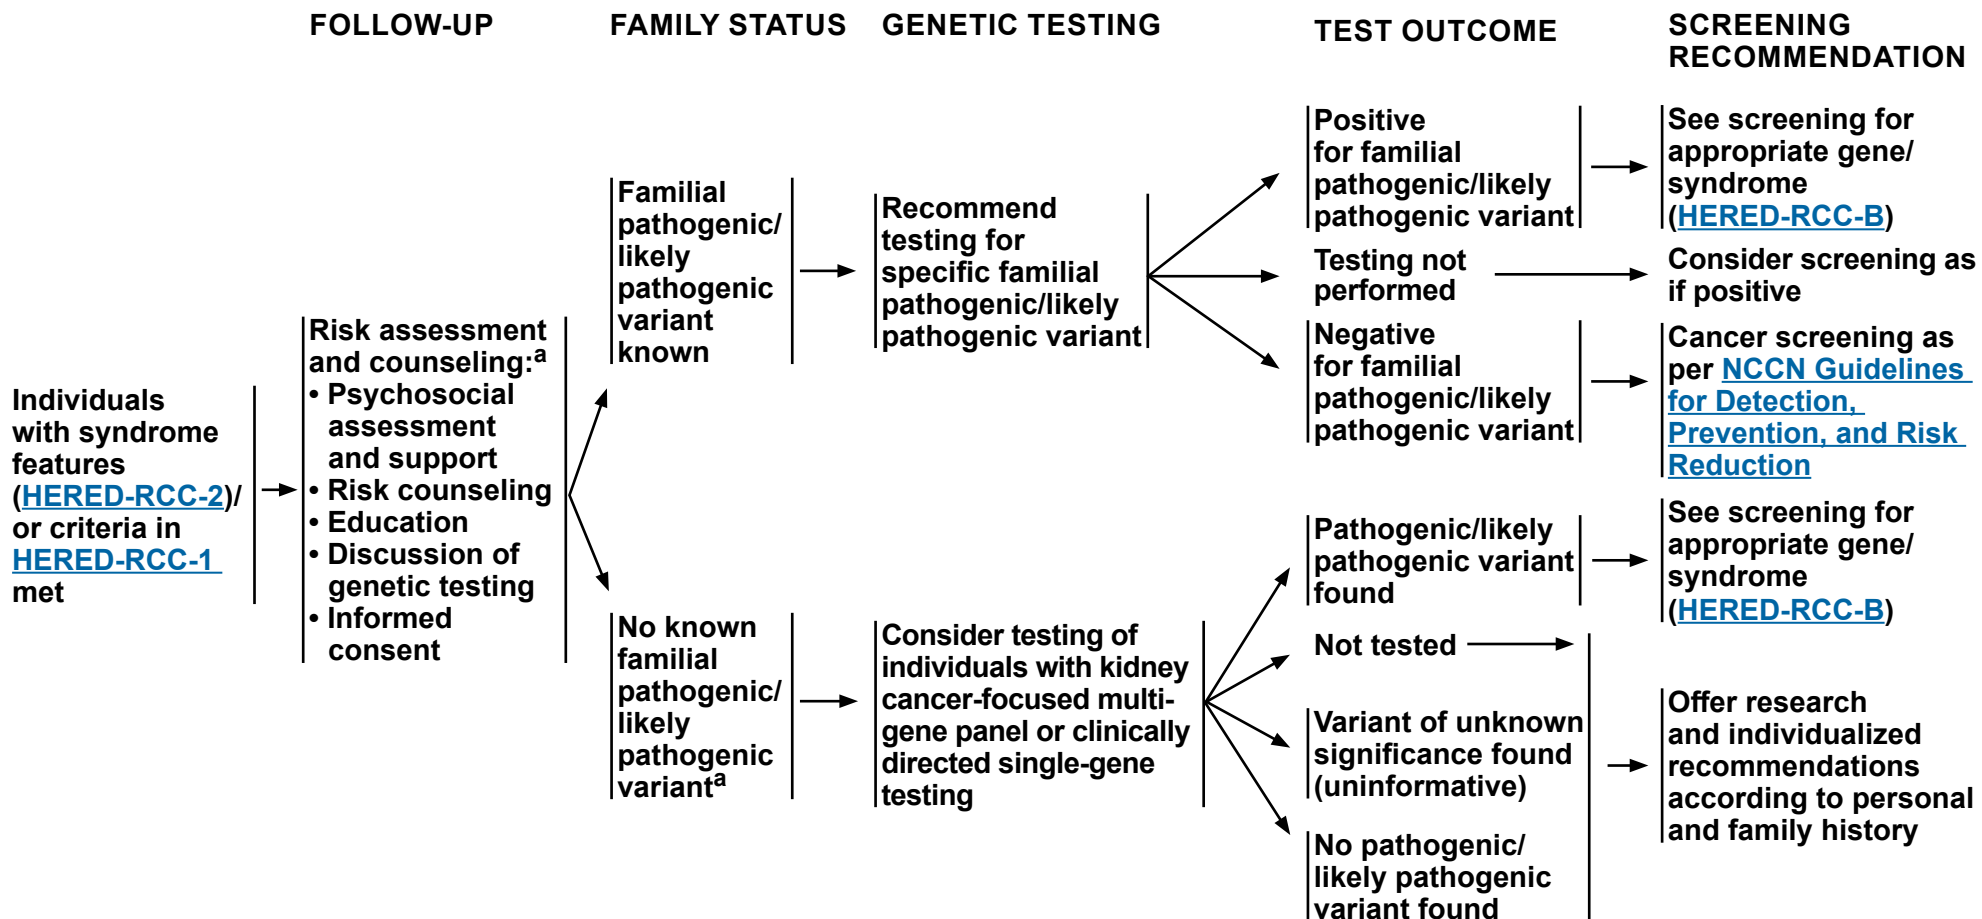 FOLLOW-UP
FAMILY STATUS
GENETIC TESTING
TEST OUTCOME
SCREENING
RECOMMENDATION
Individuals
with syndrome
features
(HERED-RCC-2)/
or criteria in
HERED-RCC-1
met
Risk assessment
and counseling:a
• Psychosocial
assessment
and support
• Risk counseling
• Education
• Discussion of
genetic testing
• Informed
consent
Familial
pathogenic/
likely
pathogenic
variant
known
Recommend
testing for
specific familial
pathogenic/likely
pathogenic variant
Positive
for familial
pathogenic/likely
pathogenic variant
See screening for
appropriate gene/
syndrome
(HERED-RCC-B)
Testing not
performed
Consider screening as
if positive
Negative
for familial
pathogenic/likely
pathogenic variant
Cancer screening as
per NCCN Guidelines
for Detection,
Prevention, and Risk
Reduction
No known
familial
pathogenic/
likely
pathogenic
varianta
Consider testing of
individuals with kidney
cancer-focused multi-
gene panel or clinically
directed single-gene
testing
Pathogenic/likely
pathogenic variant
found
See screening for
appropriate gene/
syndrome
(HERED-RCC-B)
Not tested
Variant of unknown
significance found
(uninformative)
No pathogenic/
likely pathogenic
variant found
Offer research
and individualized
recommendations
according to personal
and family history